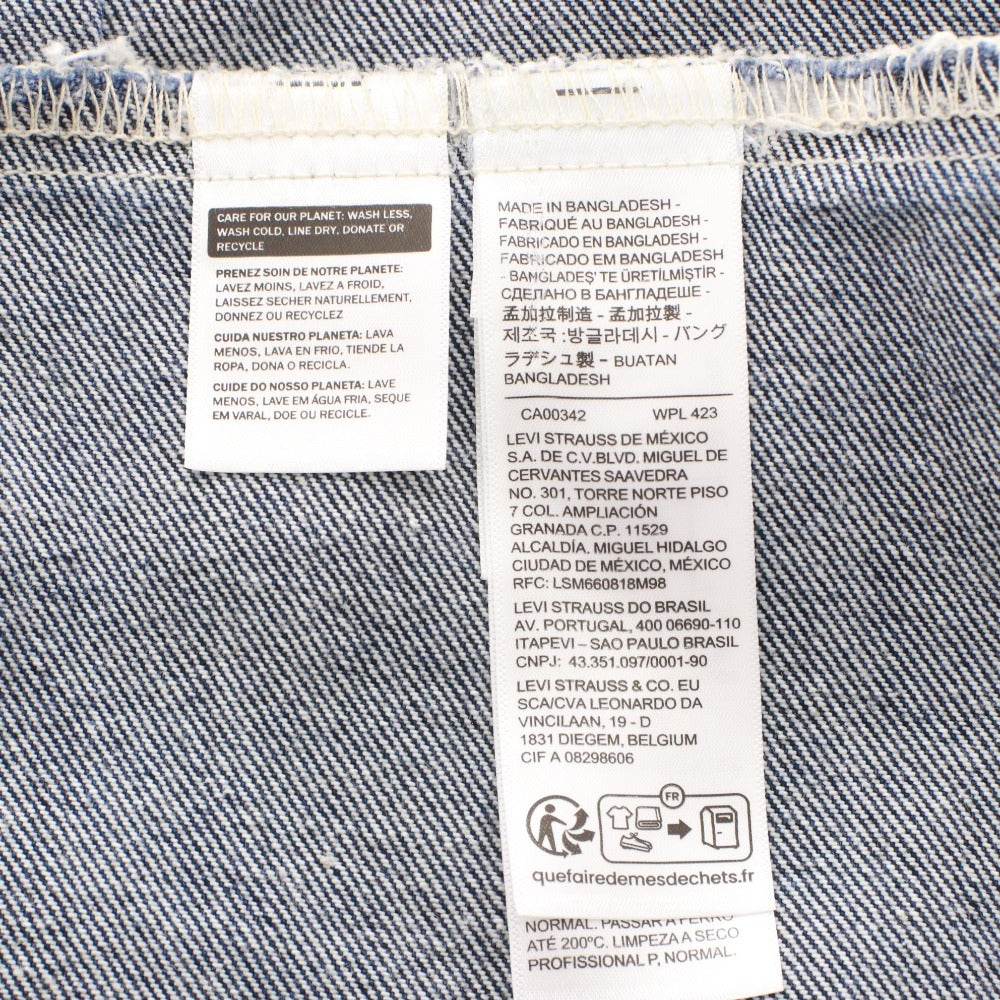 CARE FOR OUR PLANET: WASH LESS,
WASH COLD, LINE DRY, DONATE OR
RECYCLE
PRENEZ SOIN DE NOTRE PLANETE:
LAVEZ MOINS, LAVEZ A FROID,
LAISSEZ SECHER NATURELLEMENT,
DONNEZ OU RECYCLEZ
CUIDA NUESTRO PLANETA: LAVA
MENOS, LAVA EN FRIO, TIENDE LA
ROPA, DONA O RECICLA.
CUIDE DO NOSSO PLANETA: LAVE
MENOS, LAVE EM ÁGUA FRIA, SEQUE
EM VARAL, DOE OU RECICLE.
MADE IN BANGLADESH -
FABRIQUÉ AU BANGLADESH -
FABRICADO EN BANGLADESH
FABRICADO EM BANGLADESH
- BANGLADEŞ'TE ÜRETİLMİŞTİR -
СДЕЛАНО В БАНГЛАДЕШЕ -
孟加拉制造 - 孟加拉製 -
제조국 :방글라데시 - バング
ラデシュ製 - BUATAN
BANGLADESH
CA00342 WPL 423
LEVI STRAUSS DE MÉXICO
S.A. DE C.V.BLVD. MIGUEL DE
CERVANTES SAAVEDRA
NO. 301, TORRE NORTE PISO
7 COL. AMPLIACIÓN
GRANADA C.P. 11529
ALCALDÍA. MIGUEL HIDALGO
CIUDAD DE MÉXICO, MÉXICO
RFC: LSM660818M98
LEVI STRAUSS DO BRASIL
AV. PORTUGAL, 400 06690-110
ITAPEVI – SAO PAULO BRASIL
CNPJ: 43.351.097/0001-90
LEVI STRAUSS & CO. EU
SCA/CVA LEONARDO DA
VINCILAAN, 19 - D
1831 DIEGEM, BELGIUM
CIF A 08298606
FR
quefairedemesdechets.fr
NORMAL. PASSAR A FERRO
ATÉ 200ºC. LIMPEZA A SECO
PROFISSIONAL P, NORMAL.